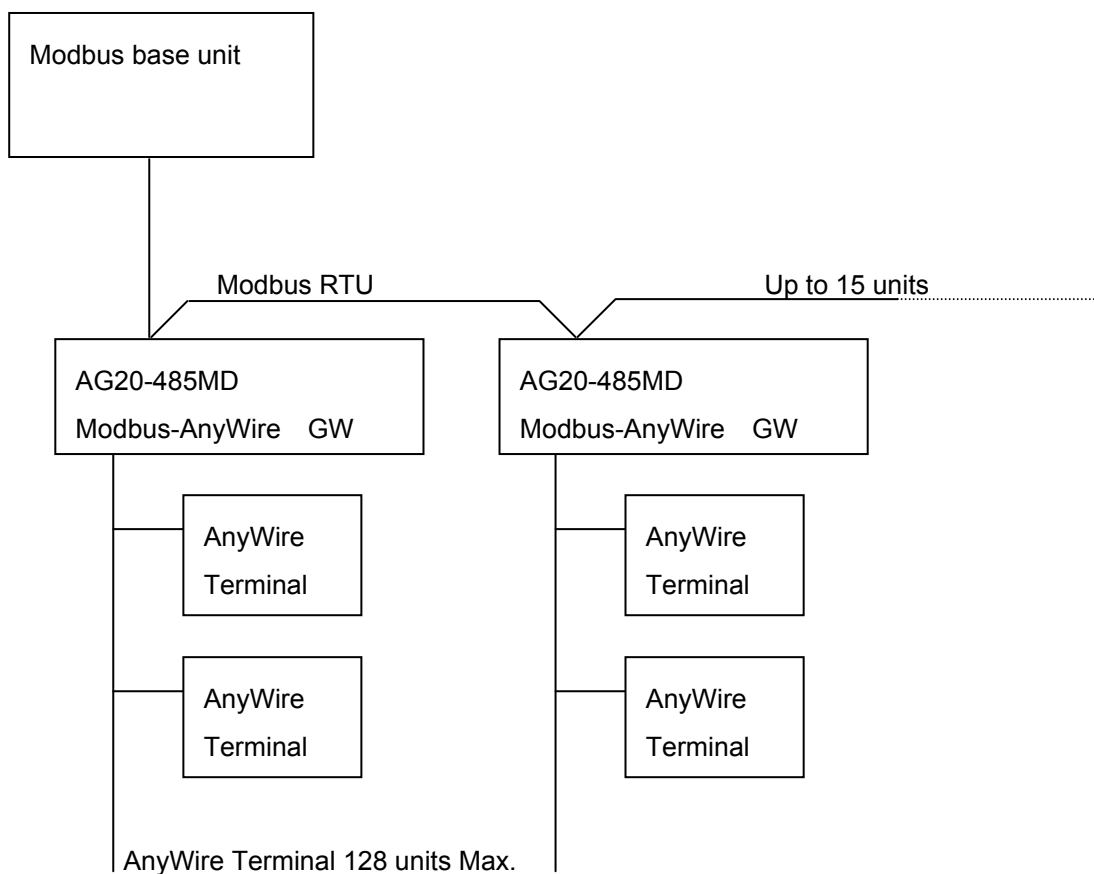 Modbus base unit
Modbus RTU
Up to 15 units
AG20-485MD
Modbus-AnyWire GW
AG20-485MD
Modbus-AnyWire GW
AnyWire
Terminal
AnyWire
Terminal
AnyWire
Terminal
AnyWire
Terminal
AnyWire Terminal 128 units Max.